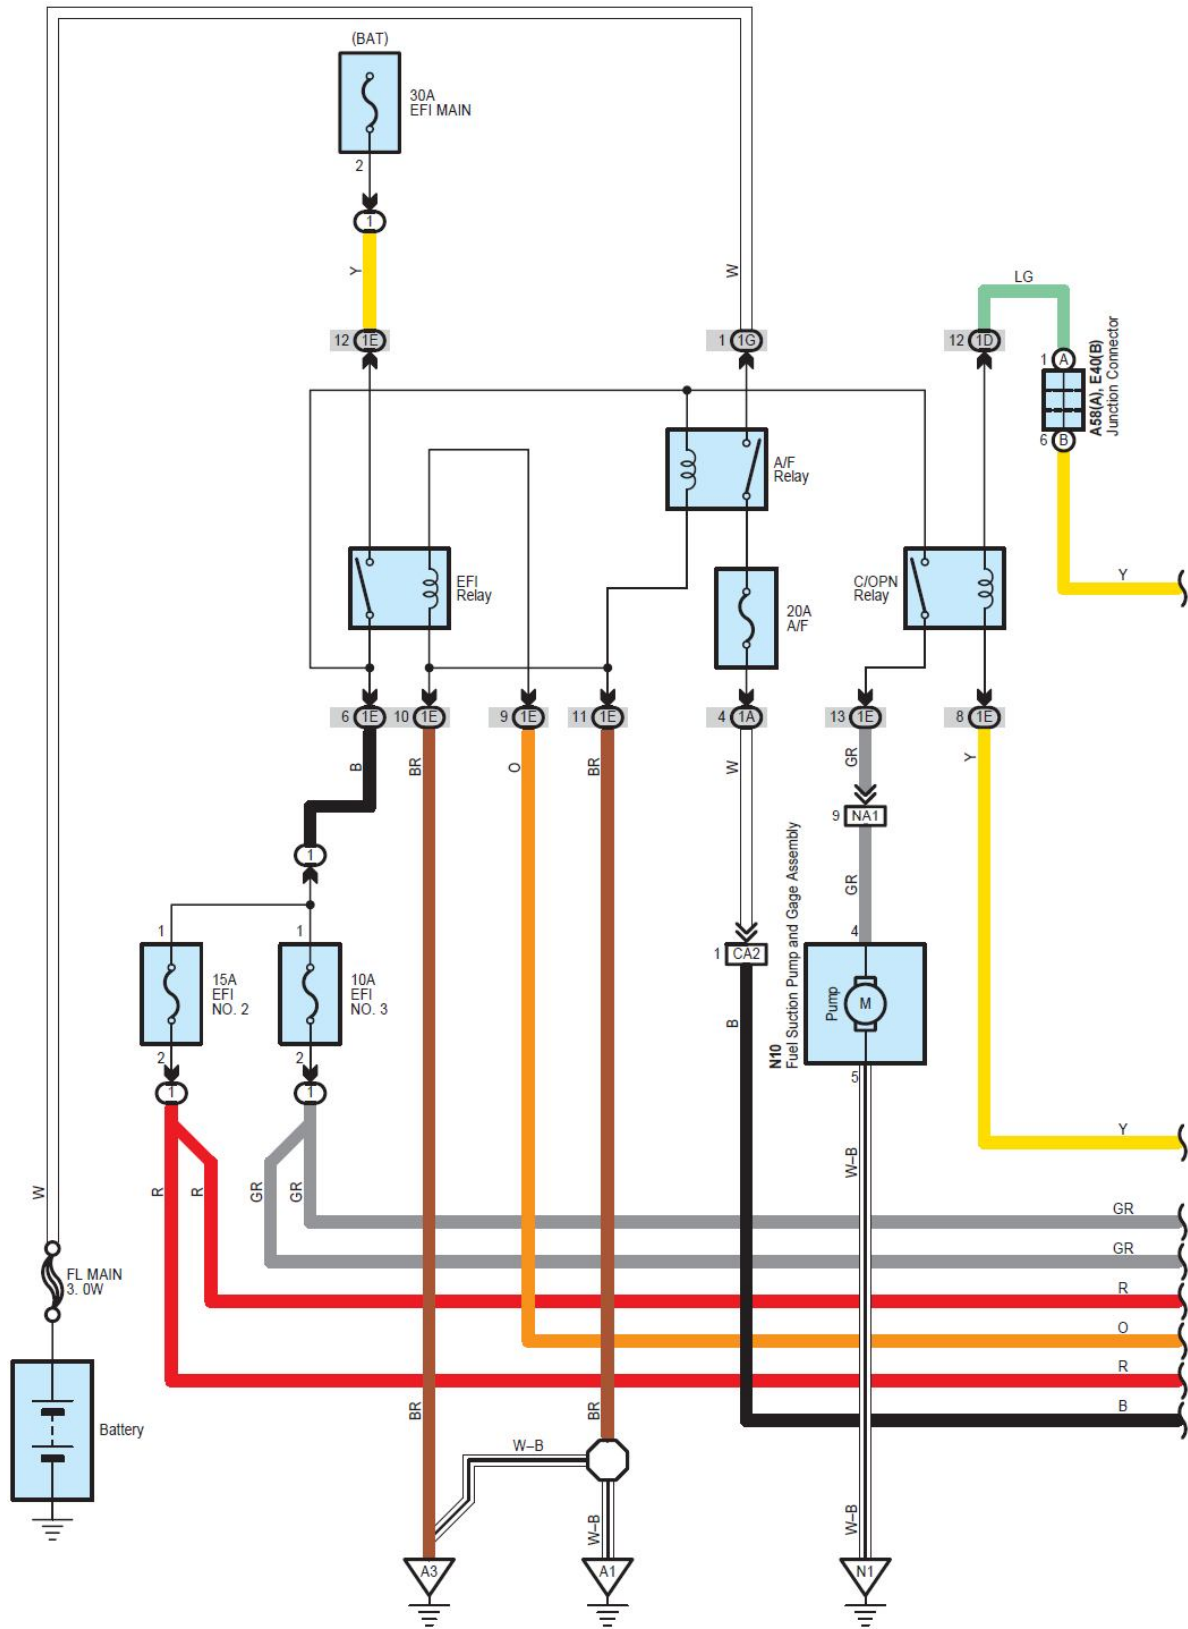 (BAT)
30A
EFI MAIN
2
1
Y
W
LG
12 1E
1 1G
12 1D
1 A
A58(A), E40(B)
Junction Connector
6 B
A/F
Relay
EFI
Relay
C/OPN
Relay
Y
20A
A/F
6 1E
10 1E
9 1E
11 1E
4 1A
13 1E
8 1E
B
BR
O
BR
W
GR
Y
9 NA1
1
GR
1
1
4
15A
EFI
NO. 2
10A
EFI
NO. 3
1 CA2
N10
Fuel Suction Pump and Gage Assembly
Pump
M
B
2
2
5
1
1
Y
W
R
R
GR
GR
W–B
GR
GR
FL MAIN
3. 0W
R
O
R
B
BR
BR
Battery
W–B
W–B
W–B
A3
A1
N1